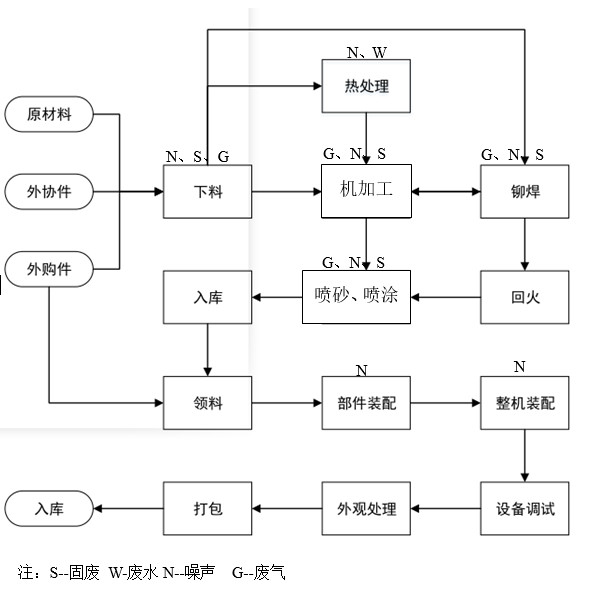 N、W
热处理
原材料
N、S、G
G、N、S
G、N、S
外协件
下料
机加工
铆焊
外购件
G、N、S
入库
喷砂、喷涂
回火
N
N
领料
部件装配
整机装配
入库
打包
外观处理
设备调试
注：S--固废 W-废水 N--噪声 G--废气